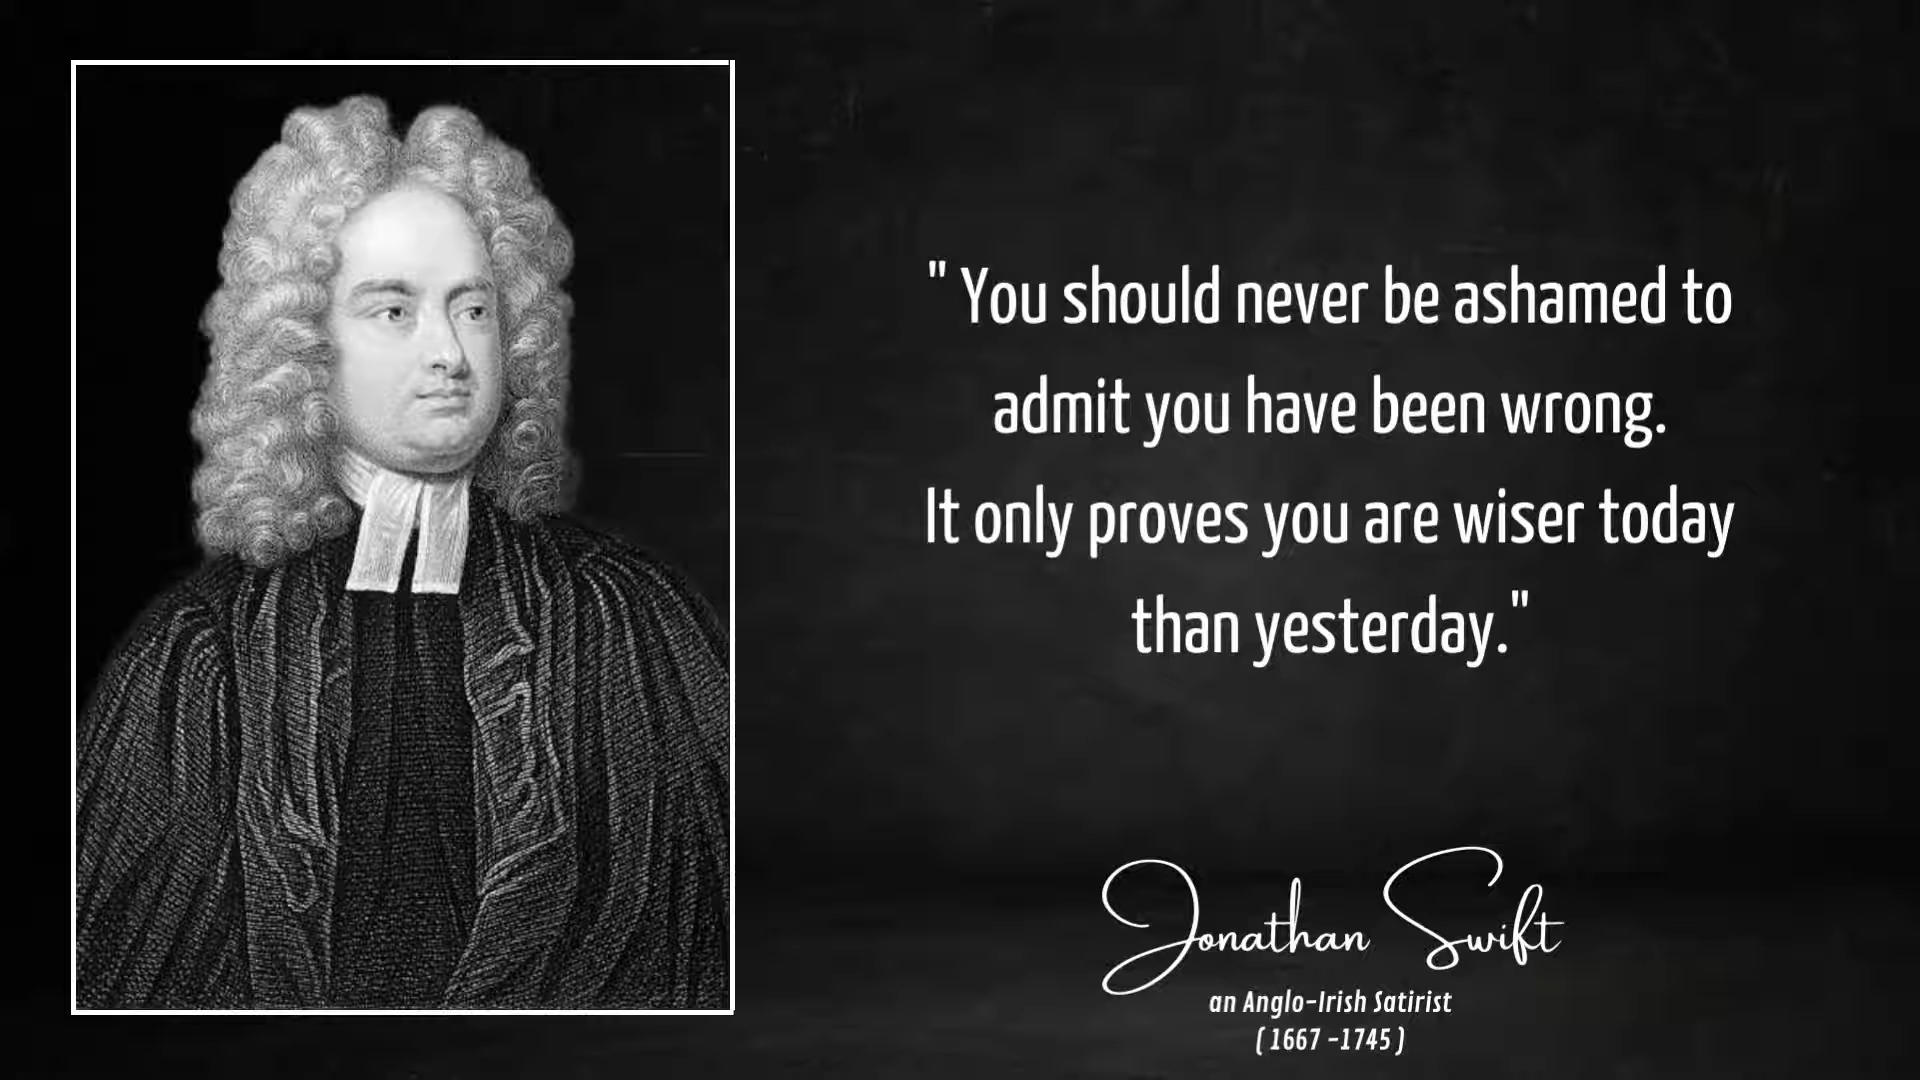 " You should never be ashamed to
admit you have been wrong.
It only proves you are wiser today
than yesterday."
Jonathan Swift
an Anglo-Irish Satirist
( 1667 -1745 )